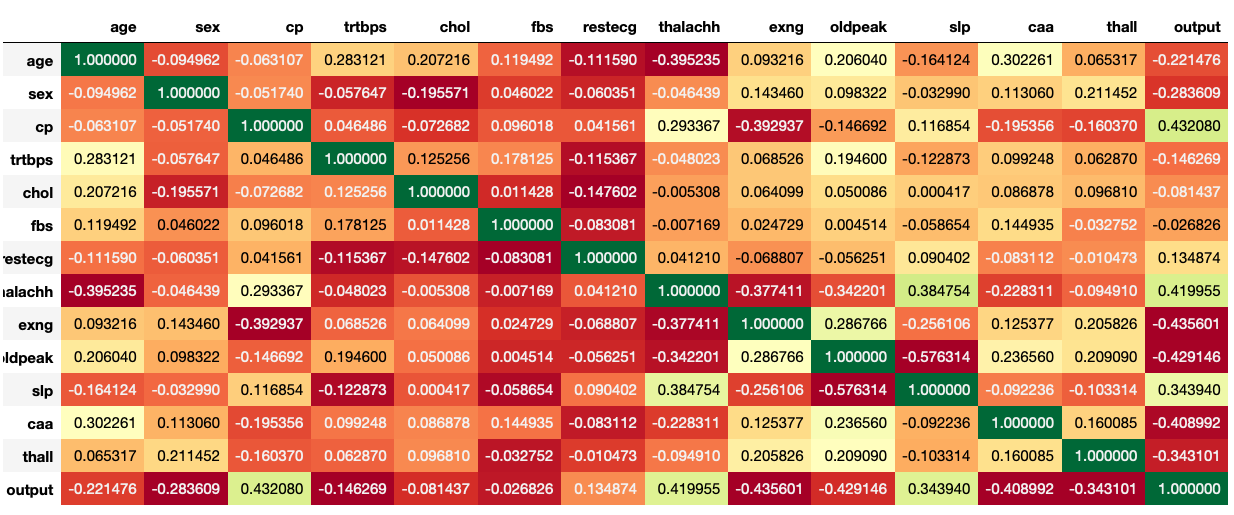 age sex cp trtbps chol fbs restecg thalachh exng oldpeak slp caa thall output
age 1.000000 -0.094962 -0.063107 0.283121 0.207216 0.119492 -0.111590 -0.395235 0.093216 0.206040 -0.164124 0.302261 0.065317 -0.221476
sex -0.094962 1.000000 -0.051740 -0.057647 -0.195571 0.046022 -0.060351 -0.046439 0.143460 0.098322 -0.032990 0.113060 0.211452 -0.283609
cp -0.063107 -0.051740 1.000000 0.046486 -0.072682 0.096018 0.041561 0.293367 -0.392937 -0.146692 0.116854 -0.195356 -0.160370 0.432080
trtbps 0.283121 -0.057647 0.046486 1.000000 0.125256 0.178125 -0.115367 -0.048023 0.068526 0.194600 -0.122873 0.099248 0.062870 -0.146269
chol 0.207216 -0.195571 -0.072682 0.125256 1.000000 0.011428 -0.147602 -0.005308 0.064099 0.050086 0.000417 0.086878 0.096810 -0.081437
fbs 0.119492 0.046022 0.096018 0.178125 0.011428 1.000000 -0.083081 -0.007169 0.024729 0.004514 -0.058654 0.144935 -0.032752 -0.026826
restecg -0.111590 -0.060351 0.041561 -0.115367 -0.147602 -0.083081 1.000000 0.041210 -0.068807 -0.056251 0.090402 -0.083112 -0.010473 0.134874
halachh -0.395235 -0.046439 0.293367 -0.048023 -0.005308 -0.007169 0.041210 1.000000 -0.377411 -0.342201 0.384754 -0.228311 -0.094910 0.419955
exng 0.093216 0.143460 -0.392937 0.068526 0.064099 0.024729 -0.068807 -0.377411 1.000000 0.286766 -0.256106 0.125377 0.205826 -0.435601
oldpeak 0.206040 0.098322 -0.146692 0.194600 0.050086 0.004514 -0.056251 -0.342201 0.286766 1.000000 -0.576314 0.236560 0.209090 -0.429146
slp -0.164124 -0.032990 0.116854 -0.122873 0.000417 -0.058654 0.090402 0.384754 -0.256106 -0.576314 1.000000 -0.092236 -0.103314 0.343940
caa 0.302261 0.113060 -0.195356 0.099248 0.086878 0.144935 -0.083112 -0.228311 0.125377 0.236560 -0.092236 1.000000 0.160085 -0.408992
thall 0.065317 0.211452 -0.160370 0.062870 0.096810 -0.032752 -0.010473 -0.094910 0.205826 0.209090 -0.103314 0.160085 1.000000 -0.343101
output -0.221476 -0.283609 0.432080 -0.146269 -0.081437 -0.026826 0.134874 0.419955 -0.435601 -0.429146 0.343940 -0.408992 -0.343101 1.000000